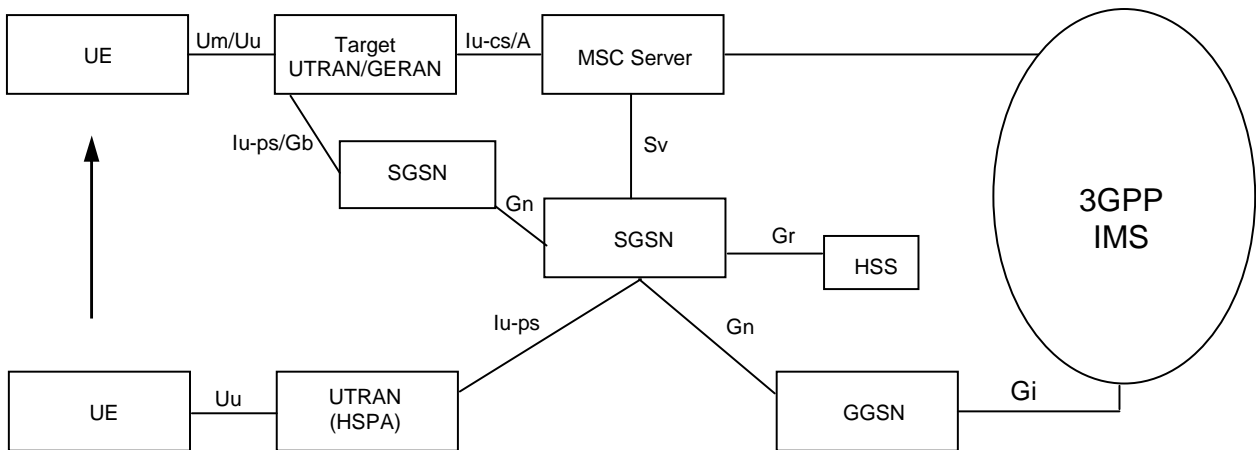 UE
Um/Uu
Target
UTRAN/GERAN
Iu-cs/A
MSC Server
Iu-ps/Gb
SGSN
Sv
Gn
SGSN
Gr
HSS
3GPP
IMS
Iu-ps
Gn
UE
Uu
UTRAN
(HSPA)
GGSN
Gi